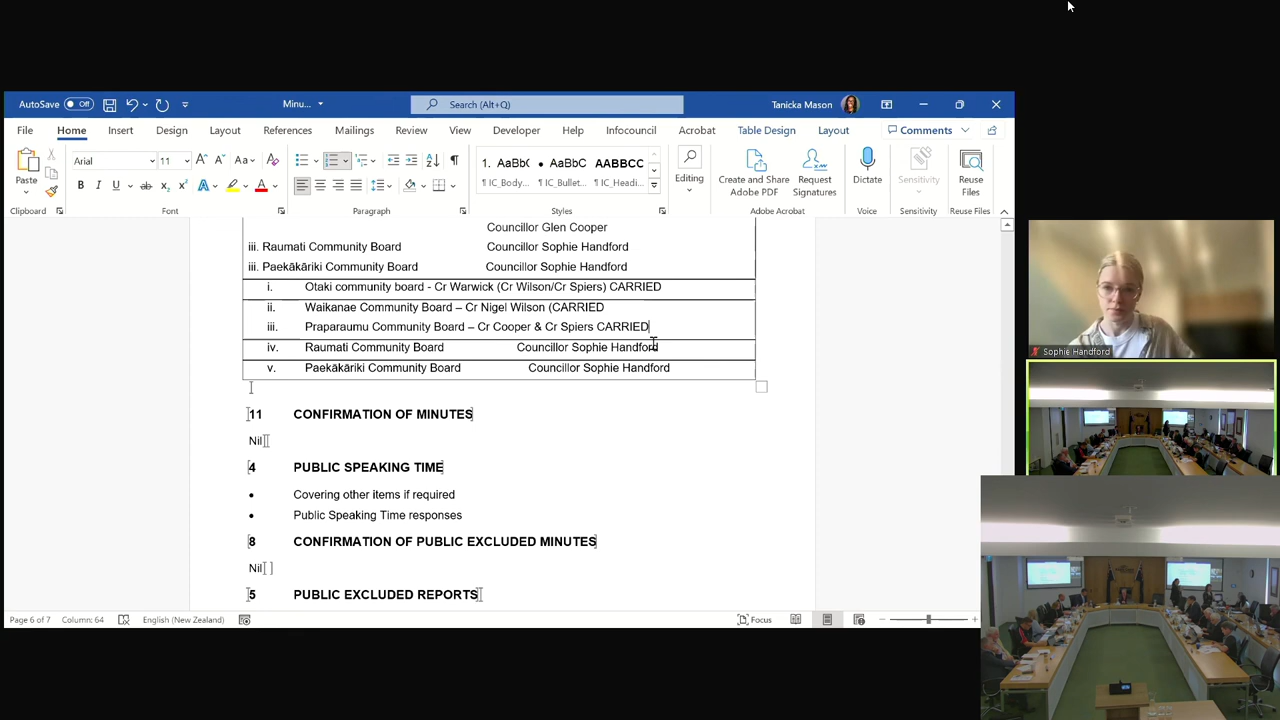 AutoSave Off Minu... Search (Alt+Q) Tanicka Mason
File Home Insert Design Layout References Mailings Review View Developer Help Infocouncil Acrobat Table Design Layout Comments
Paste Arial 11 A A Aa A
B I U ab x₂ x² A A
1. AaBb( AaBbC AABBCC
¶ IC_Body... ¶ IC_Bullet... ¶ IC_Headi...
Editing
Create and Share Adobe PDF
Request Signatures
Dictate
Sensitivity
Reuse Files
Clipboard Font Paragraph Styles Adobe Acrobat Voice Sensitivity Reuse Files
Councillor Glen Cooper
iii. Raumati Community Board Councillor Sophie Handford
iii. Paekākāriki Community Board Councillor Sophie Handford
i. Otaki community board - Cr Warwick (Cr Wilson/Cr Spiers) CARRIED
ii. Waikanae Community Board – Cr Nigel Wilson (CARRIED
iii. Praparaumu Community Board – Cr Cooper & Cr Spiers CARRIED
iv. Raumati Community Board Councillor Sophie Handford
v. Paekākāriki Community Board Councillor Sophie Handford
11 CONFIRMATION OF MINUTES
Nil
4 PUBLIC SPEAKING TIME
• Covering other items if required
• Public Speaking Time responses
8 CONFIRMATION OF PUBLIC EXCLUDED MINUTES
Nil
5 PUBLIC EXCLUDED REPORTS
Page 6 of 7 Column: 64 English (New Zealand) Focus
Sophie Handford